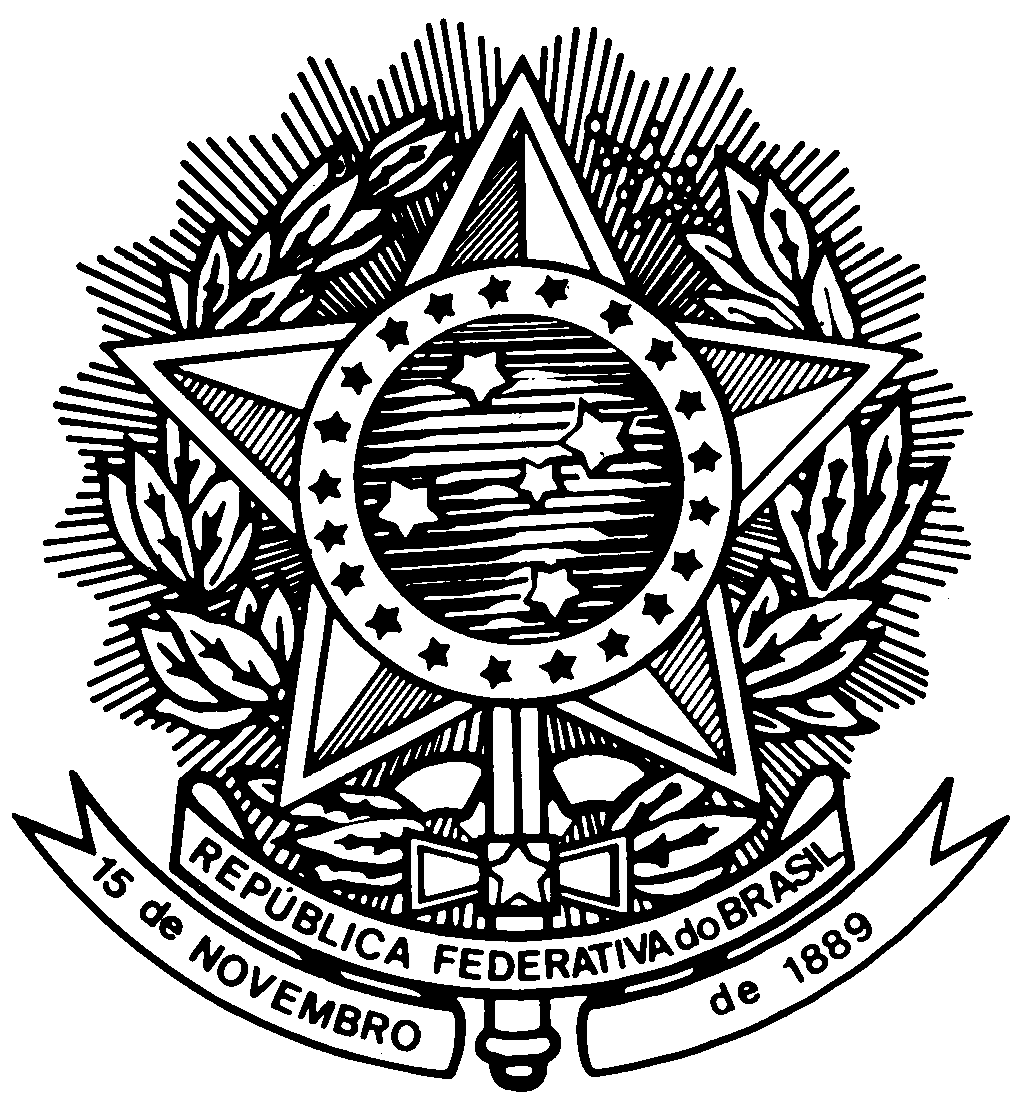 REPÚBLICA FEDERATIVA do BRASIL
15 de NOVEMBRO
de 1889